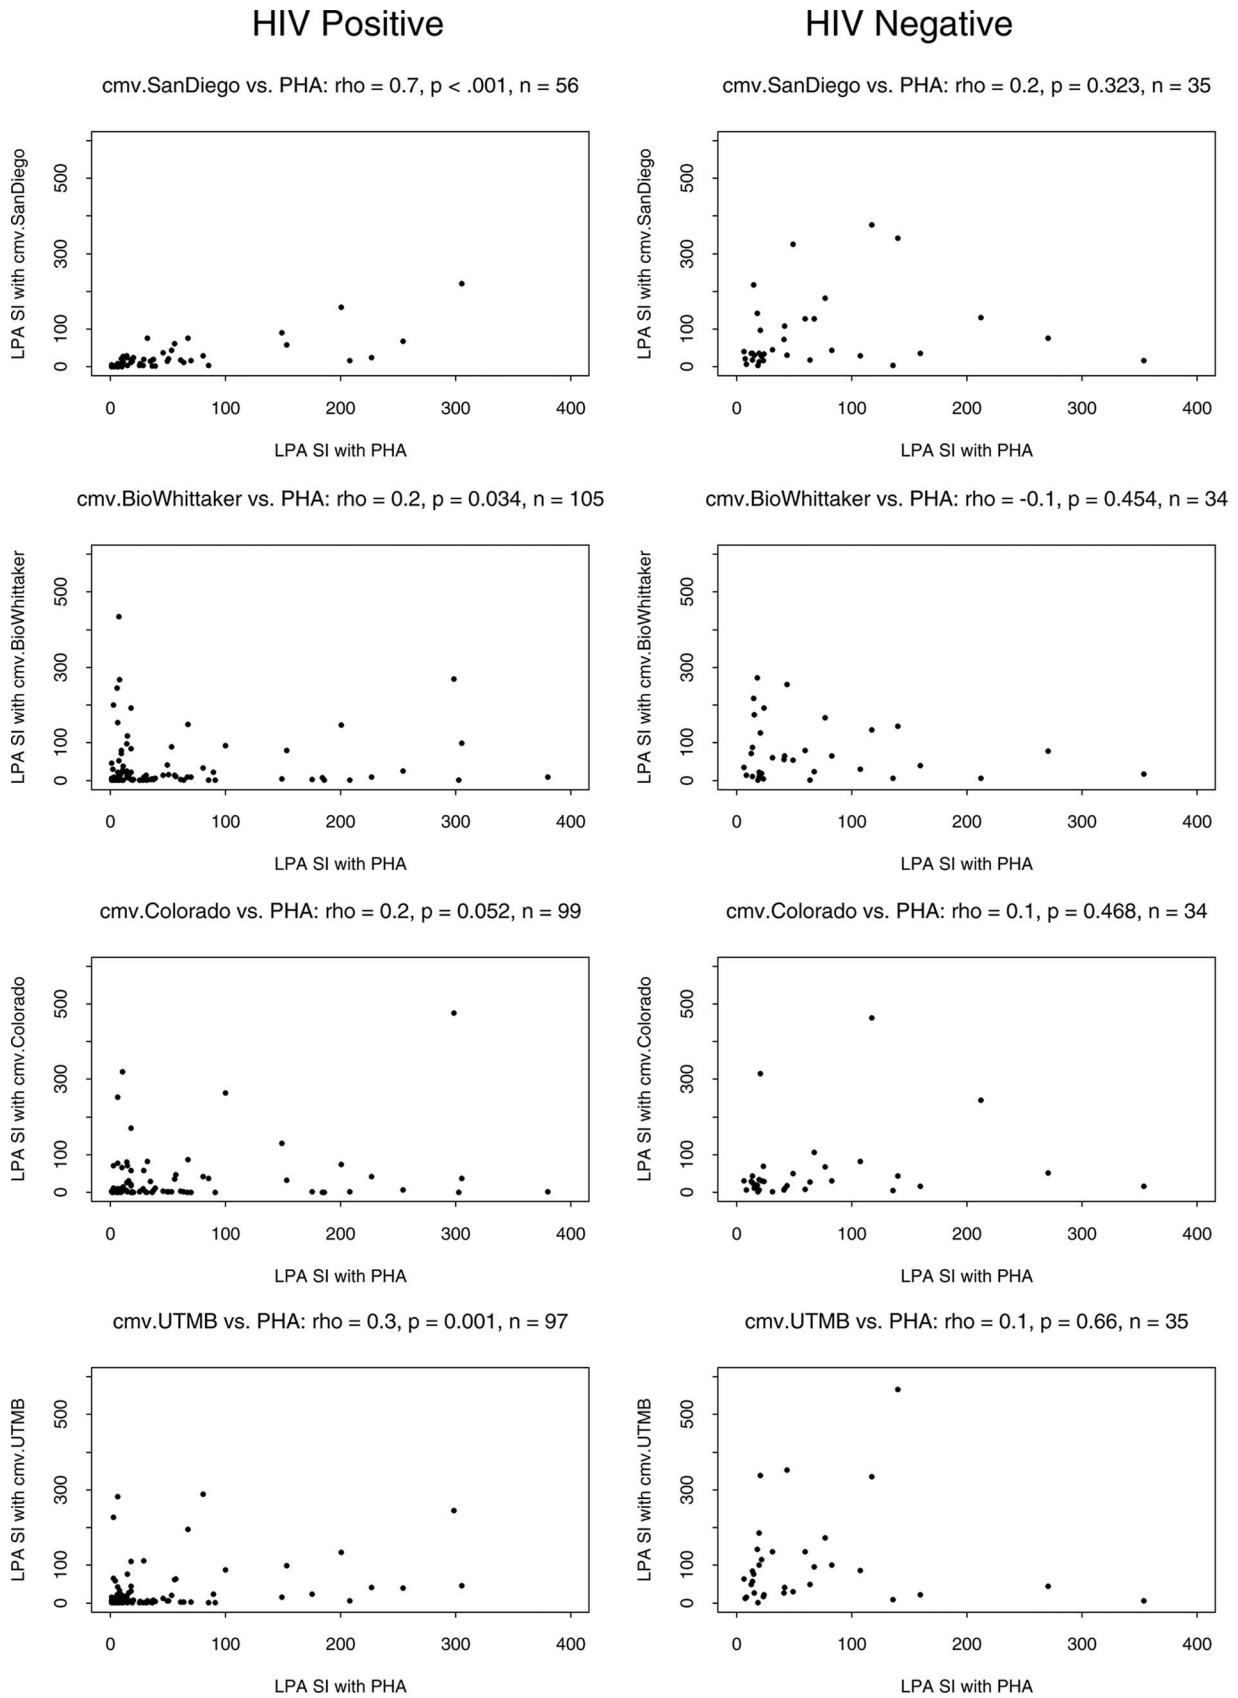 HIV Positive
HIV Negative
cmv.SanDiego vs. PHA: rho = 0.7, p < .001, n = 56
LPA SI with cmv.SanDiego
500
300
100
0
0 100 200 300 400
LPA SI with PHA
cmv.SanDiego vs. PHA: rho = 0.2, p = 0.323, n = 35
LPA SI with cmv.SanDiego
500
300
100
0
0 100 200 300 400
LPA SI with PHA
cmv.BioWhittaker vs. PHA: rho = 0.2, p = 0.034, n = 105
LPA SI with cmv.BioWhittaker
500
300
100
0
0 100 200 300 400
LPA SI with PHA
cmv.BioWhittaker vs. PHA: rho = -0.1, p = 0.454, n = 34
LPA SI with cmv.BioWhittaker
500
300
100
0
0 100 200 300 400
LPA SI with PHA
cmv.Colorado vs. PHA: rho = 0.2, p = 0.052, n = 99
LPA SI with cmv.Colorado
500
300
100
0
0 100 200 300 400
LPA SI with PHA
cmv.Colorado vs. PHA: rho = 0.1, p = 0.468, n = 34
LPA SI with cmv.Colorado
500
300
100
0
0 100 200 300 400
LPA SI with PHA
cmv.UTMB vs. PHA: rho = 0.3, p = 0.001, n = 97
LPA SI with cmv.UTMB
500
300
100
0
0 100 200 300 400
LPA SI with PHA
cmv.UTMB vs. PHA: rho = 0.1, p = 0.66, n = 35
LPA SI with cmv.UTMB
500
300
100
0
0 100 200 300 400
LPA SI with PHA